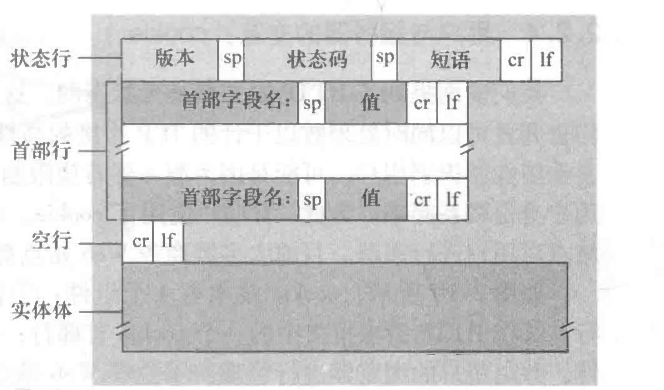 状态行 版本 sp 状态码 sp 短语 cr lf
首部字段名: sp 值 cr lf
首部行
首部字段名: sp 值 cr lf
空行 cr lf
实体体